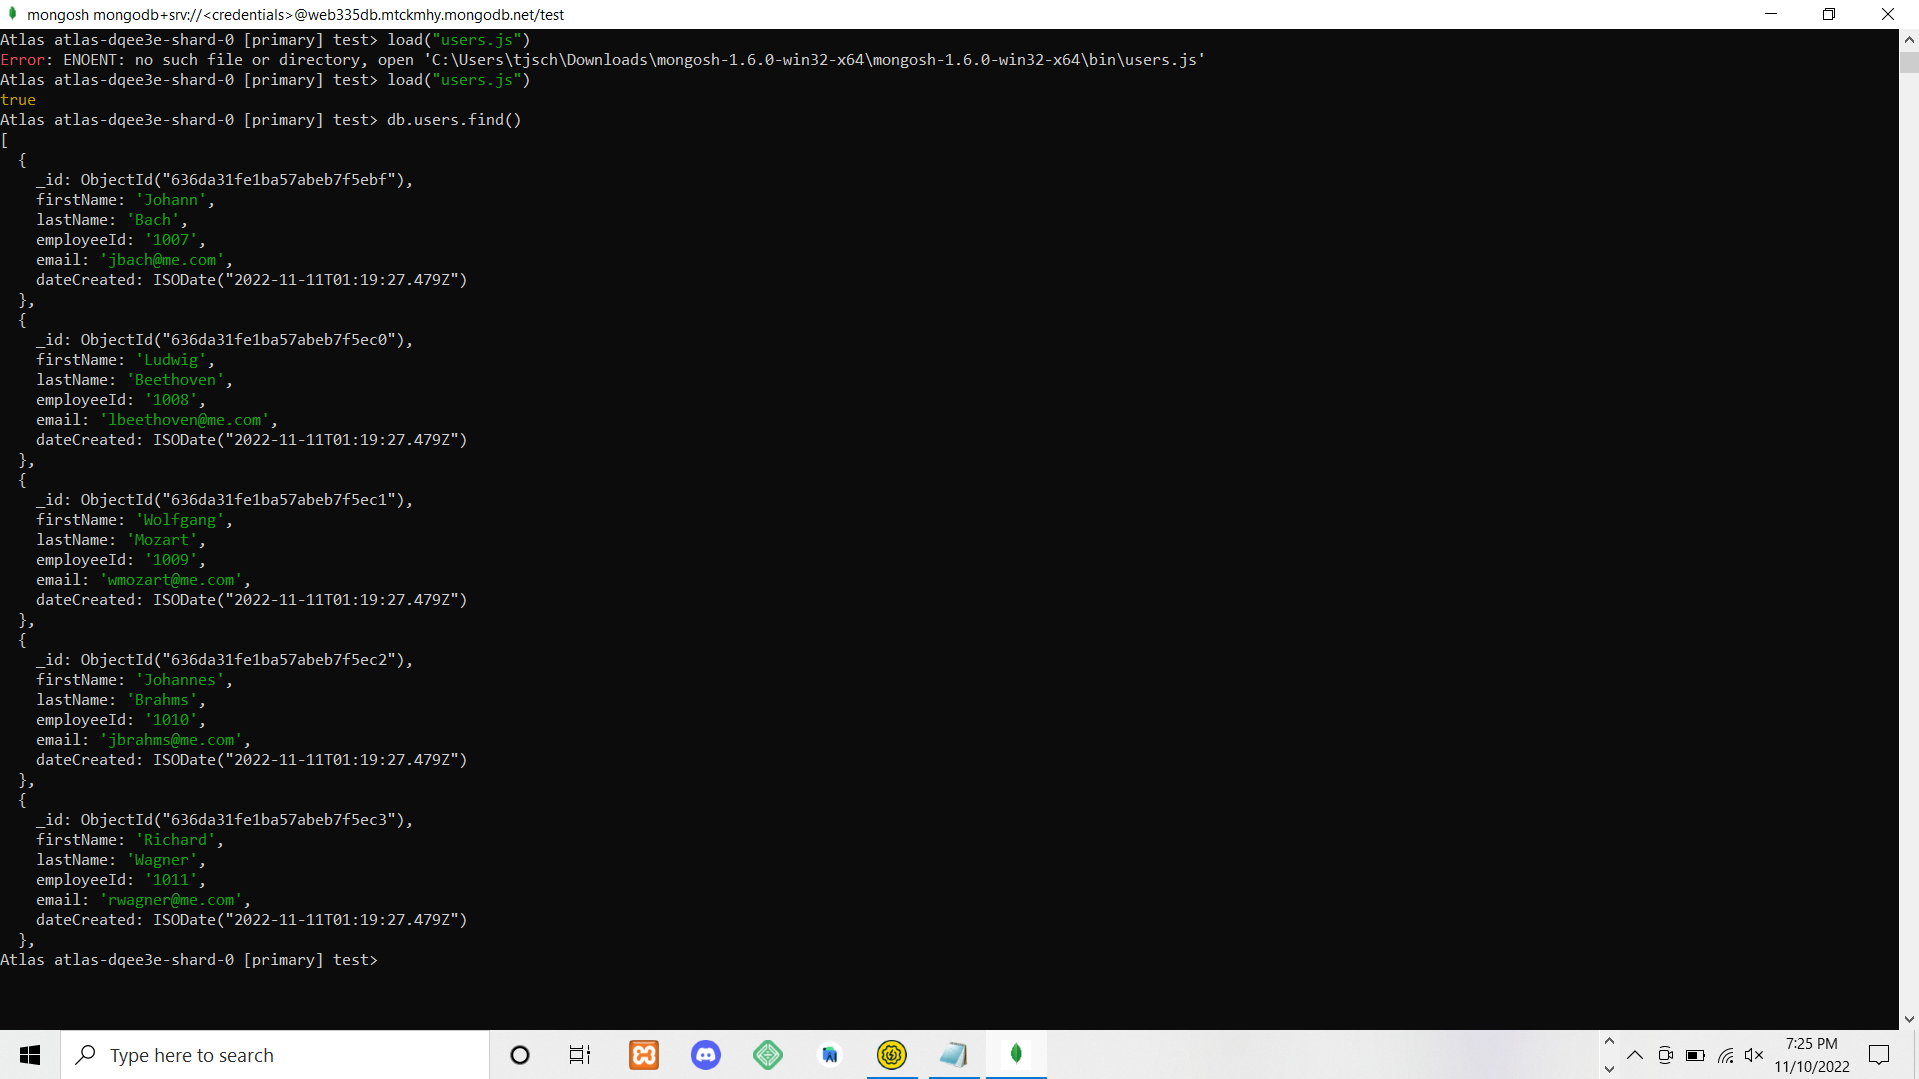 mongosh mongodb+srv://<credentials>@web335db.mtckmhy.mongodb.net/test
Atlas atlas-dqee3e-shard-0 [primary] test> load("users.js")
Error: ENOENT: no such file or directory, open 'C:\Users\tjsch\Downloads\mongosh-1.6.0-win32-x64\mongosh-1.6.0-win32-x64\bin\users.js'
Atlas atlas-dqee3e-shard-0 [primary] test> load("users.js")
true
Atlas atlas-dqee3e-shard-0 [primary] test> db.users.find()
[
  {
    _id: ObjectId("636da31fe1ba57abeb7f5ebf"),
    firstName: 'Johann',
    lastName: 'Bach',
    employeeId: '1007',
    email: 'jbach@me.com',
    dateCreated: ISODate("2022-11-11T01:19:27.479Z")
  },
  {
    _id: ObjectId("636da31fe1ba57abeb7f5ec0"),
    firstName: 'Ludwig',
    lastName: 'Beethoven',
    employeeId: '1008',
    email: 'lbeethoven@me.com',
    dateCreated: ISODate("2022-11-11T01:19:27.479Z")
  },
  {
    _id: ObjectId("636da31fe1ba57abeb7f5ec1"),
    firstName: 'Wolfgang',
    lastName: 'Mozart',
    employeeId: '1009',
    email: 'wmozart@me.com',
    dateCreated: ISODate("2022-11-11T01:19:27.479Z")
  },
  {
    _id: ObjectId("636da31fe1ba57abeb7f5ec2"),
    firstName: 'Johannes',
    lastName: 'Brahms',
    employeeId: '1010',
    email: 'jbrahms@me.com',
    dateCreated: ISODate("2022-11-11T01:19:27.479Z")
  },
  {
    _id: ObjectId("636da31fe1ba57abeb7f5ec3"),
    firstName: 'Richard',
    lastName: 'Wagner',
    employeeId: '1011',
    email: 'rwagner@me.com',
    dateCreated: ISODate("2022-11-11T01:19:27.479Z")
  },
Atlas atlas-dqee3e-shard-0 [primary] test>
Type here to search
7:25 PM
11/10/2022